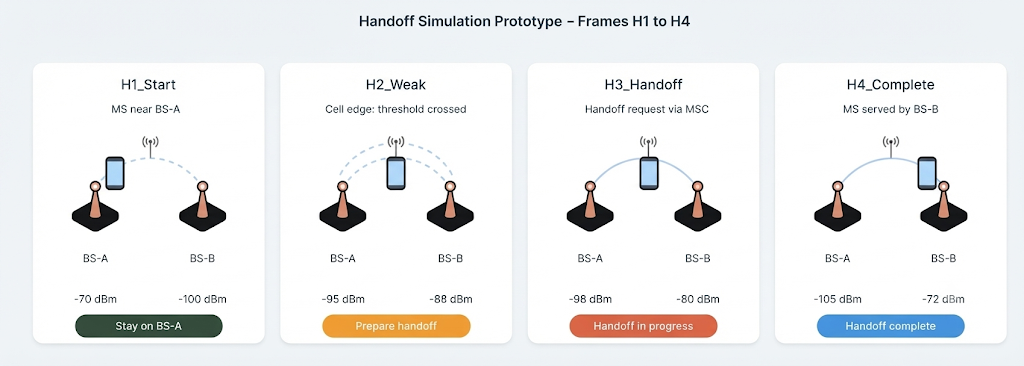 Handoff Simulation Prototype – Frames H1 to H4
H1_Start
MS near BS-A
BS-A
BS-B
-70 dBm
-100 dBm
Stay on BS-A
H2_Weak
Cell edge: threshold crossed
BS-A
BS-B
-95 dBm
-88 dBm
Prepare handoff
H3_Handoff
Handoff request via MSC
BS-A
BS-B
-98 dBm
-80 dBm
Handoff in progress
H4_Complete
MS served by BS-B
BS-A
BS-B
-105 dBm
-72 dBm
Handoff complete